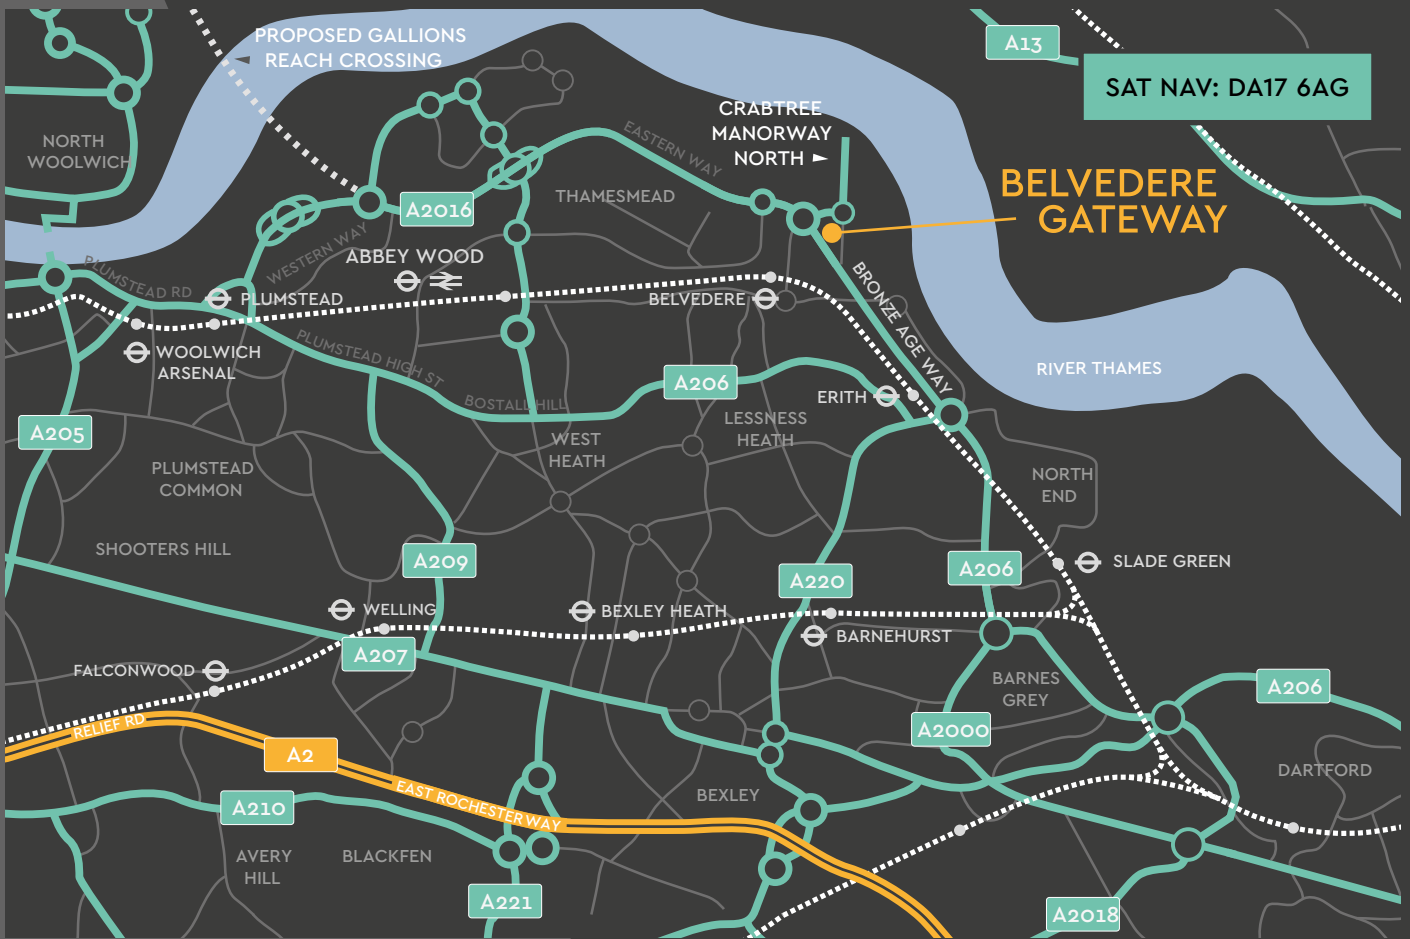 PROPOSED GALLIONS
REACH CROSSING
A13
SAT NAV: DA17 6AG
CRABTREE
MANORWAY
NORTH ►
NORTH
WOOLWICH
EASTERN WAY
THAMESMEAD
BELVEDERE
GATEWAY
A2016
WESTERN WAY
ABBEY WOOD
PLUMSTEAD RD
PLUMSTEAD
BELVEDERE
BRONZE AGE WAY
WOOLWICH
ARSENAL
PLUMSTEAD HIGH ST
RIVER THAMES
A206
ERITH
BOSTALL HILL
LESSNESS
HEATH
A205
WEST
HEATH
PLUMSTEAD
COMMON
NORTH
END
SHOOTERS HILL
A209
A220
A206
SLADE GREEN
WELLING
BEXLEY HEATH
BARNEHURST
A207
FALCONWOOD
BARNES
GREY
A206
RELIEF RD
A2
A2000
DARTFORD
EAST ROCHESTER WAY
BEXLEY
A210
AVERY
HILL
BLACKFEN
A221
A2018